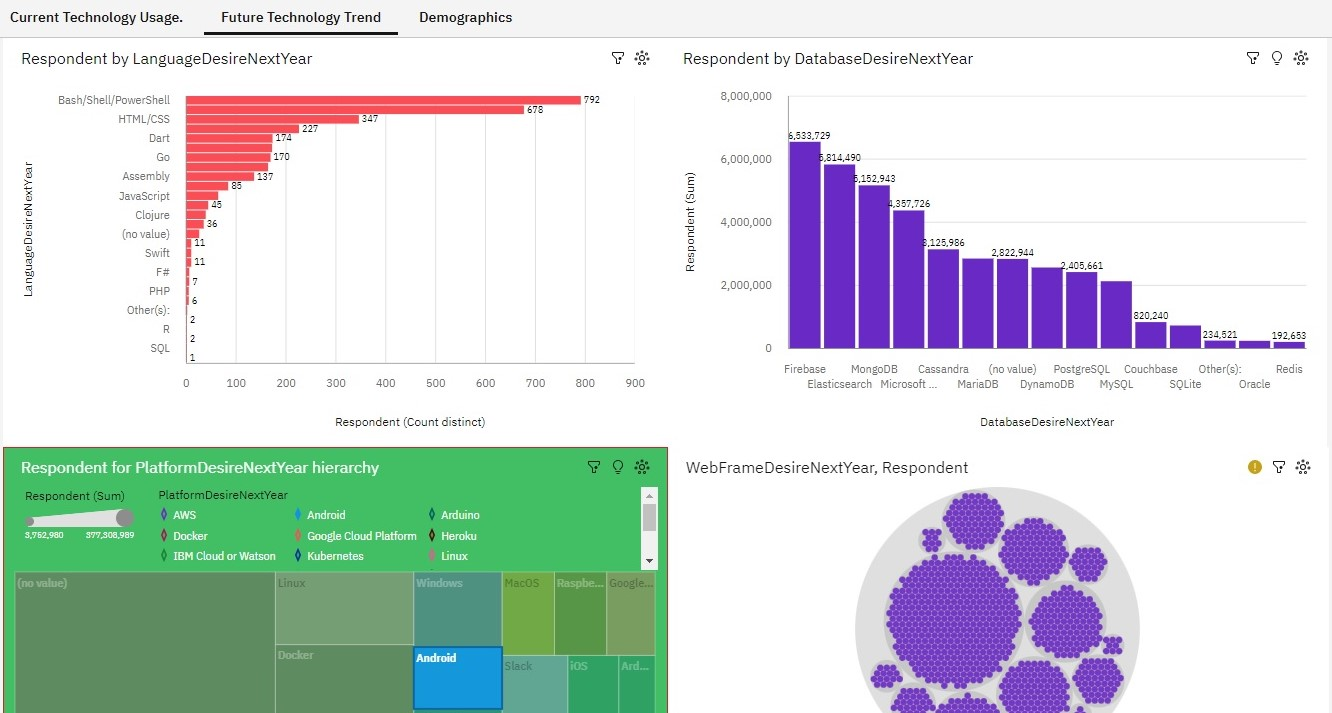 Current Technology Usage.
Future Technology Trend
Demographics
Respondent by LanguageDesireNextYear
LanguageDesireNextYear
Bash/Shell/PowerShell
HTML/CSS
Dart
Go
Assembly
JavaScript
Clojure
(no value)
Swift
F#
PHP
Other(s):
R
SQL
792
678
347
227
174
170
137
85
45
36
11
11
7
6
2
2
1
0 100 200 300 400 500 600 700 800 900
Respondent (Count distinct)
Respondent by DatabaseDesireNextYear
Respondent (Sum)
8,000,000
6,000,000
4,000,000
2,000,000
0
6,533,729
5,814,490
5,152,943
4,357,726
3,125,986
2,822,944
2,405,661
820,240
234,521
192,653
Firebase MongoDB Cassandra (no value) PostgreSQL Couchbase Other(s): Redis
Elasticsearch Microsoft ... MariaDB DynamoDB MySQL SQLite Oracle
DatabaseDesireNextYear
Respondent for PlatformDesireNextYear hierarchy
Respondent (Sum)
3,762,980 377,308,989
PlatformDesireNextYear
AWS Android Arduino
Docker Google Cloud Platform Heroku
IBM Cloud or Watson Kubernetes Linux
(no value) Linux Windows MacOS Raspbe... Google...
Docker Android Slack iOS Ard...
WebFrameDesireNextYear, Respondent